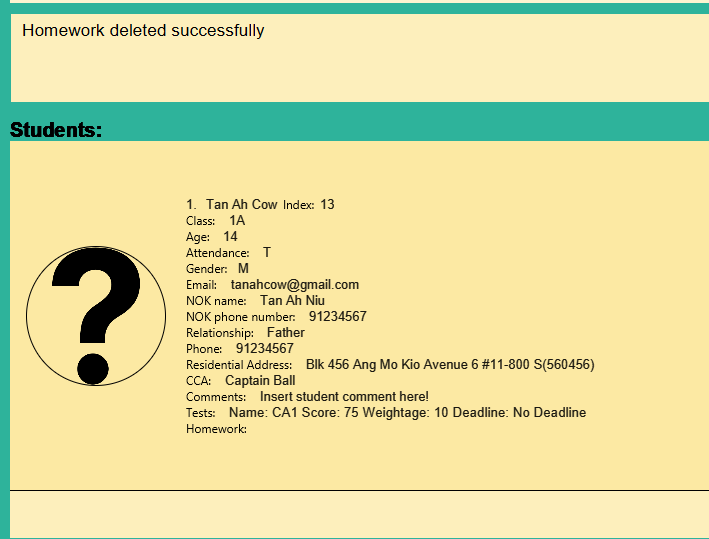 Homework deleted successfully
Students:
1. Tan Ah Cow Index: 13
Class: 1A
Age: 14
Attendance: T
Gender: M
Email: tanahcow@gmail.com
NOK name: Tan Ah Niu
NOK phone number: 91234567
Relationship: Father
Phone: 91234567
Residential Address: Blk 456 Ang Mo Kio Avenue 6 #11-800 S(560456)
CCA: Captain Ball
Comments: Insert student comment here!
Tests: Name: CA1 Score: 75 Weightage: 10 Deadline: No Deadline
Homework: